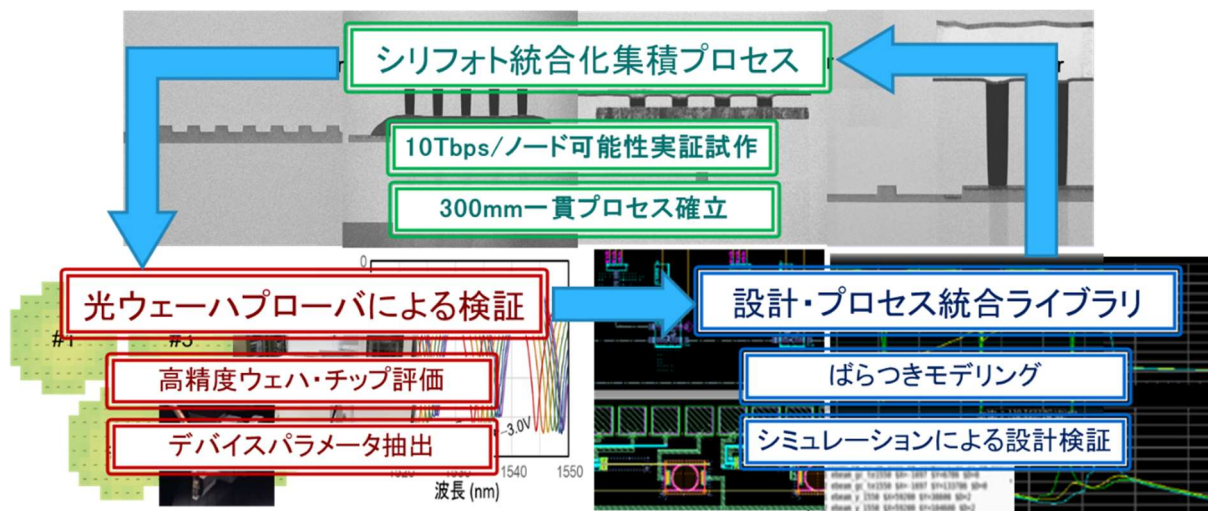 シリフォト統合化集積プロセス
10Tbps/ノード可能性実証試作
300mm一貫プロセス確立
光ウェーハプローバによる検証
高精度ウェハ・チップ評価
デバイスパラメータ抽出
設計・プロセス統合ライブラリ
ばらつきモデリング
シミュレーションによる設計検証
0
#3
-3.0V
1540
1550
波長 (nm)